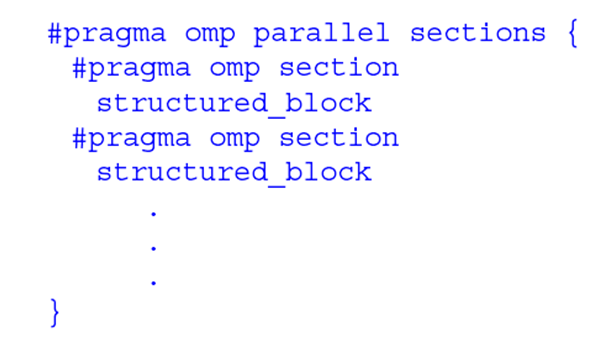 #pragma omp parallel sections {
#pragma omp section
structured_block
#pragma omp section
structured_block
.
.
.
}